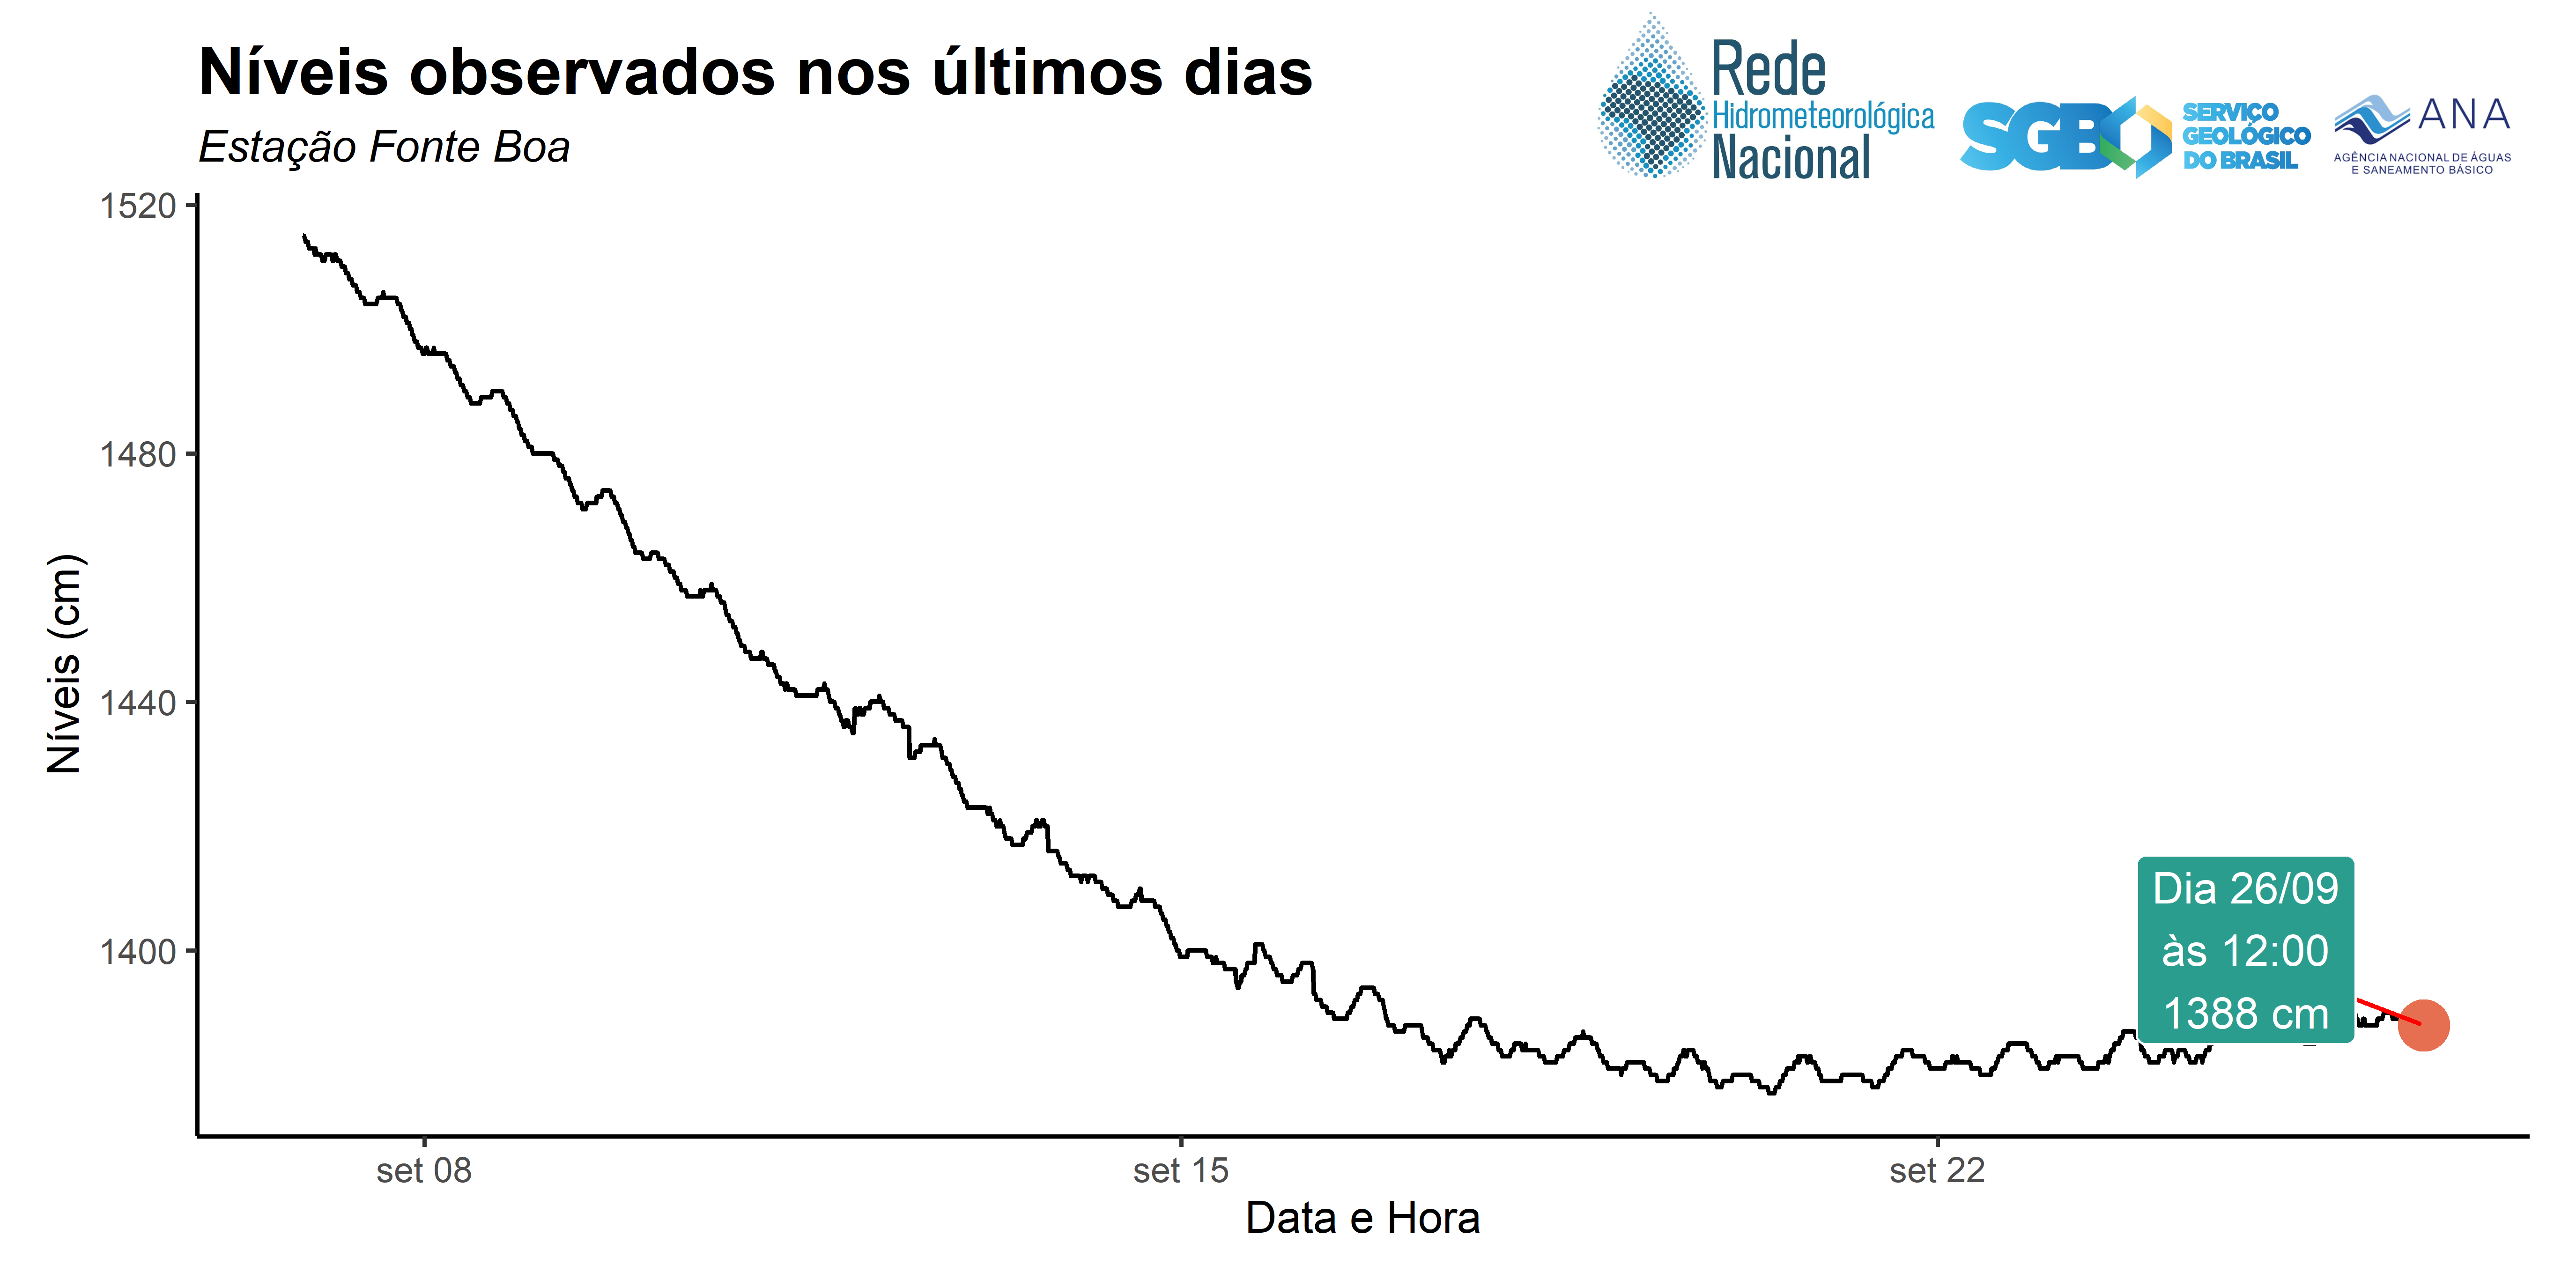 Níveis observados nos últimos dias
Estação Fonte Boa
Rede
Hidrometeorológica
Nacional
SGB
SERVIÇO
GEOLÓGICO
DO BRASIL
ANA
AGÊNCIA NACIONAL DE ÁGUAS
E SANEAMENTO BÁSICO
Níveis (cm)
1520
1480
1440
1400
Dia 26/09
às 12:00
1388 cm
set 08
set 15
set 22
Data e Hora